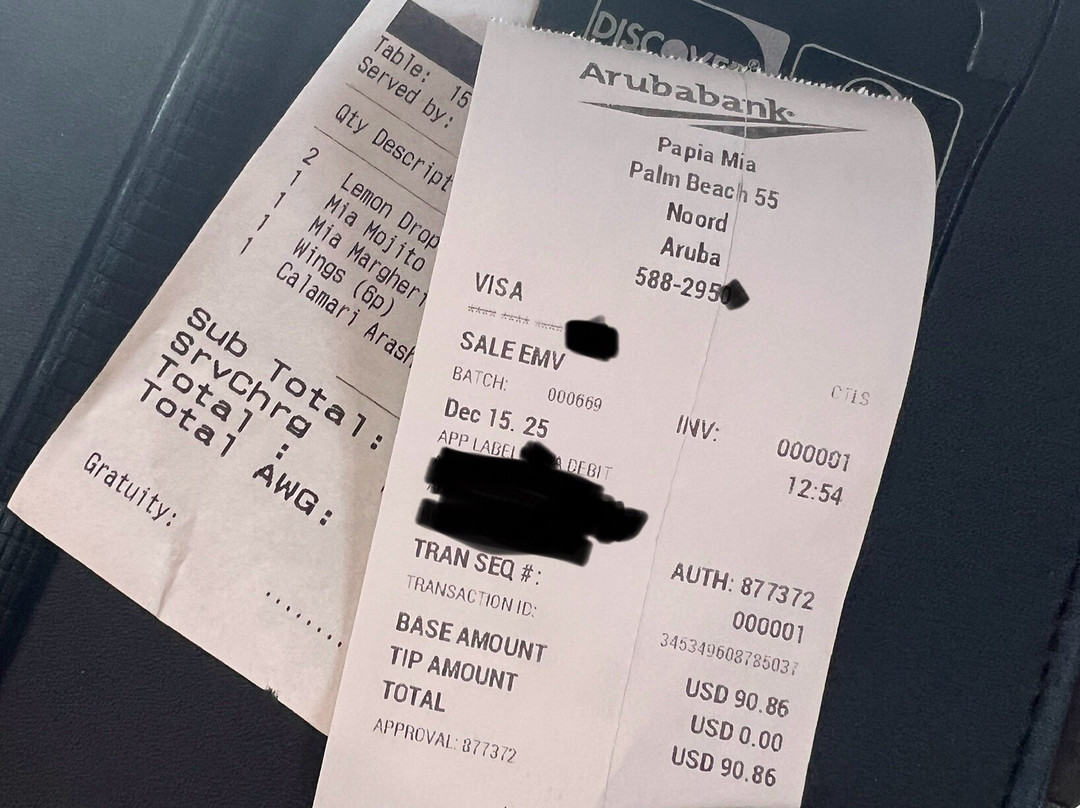 DISCOVER
Table: 15
Served by:
Qty Descript
2 Lemon Drop
1 Mia Mojito
1 Mia Margheri
1 Wings (6p)
1 Calamari Arash
Sub Total:
SrvChrg
Total :
Total AWG:
Gratuity:
........
Arubabank
Papia Mia
Palm Beach 55
Noord
Aruba
588-2950
VISA
**** **** ****
CTLS
SALE EMV
BATCH: 000669 INV: 000001
Dec 15. 25 12:54
APP LABEL A DEBIT
AUTH: 877372
TRAN SEQ #: 000001
TRANSACTION ID: 345349608785037
BASE AMOUNT USD 90.86
TIP AMOUNT USD 0.00
TOTAL USD 90.86
APPROVAL: 877372